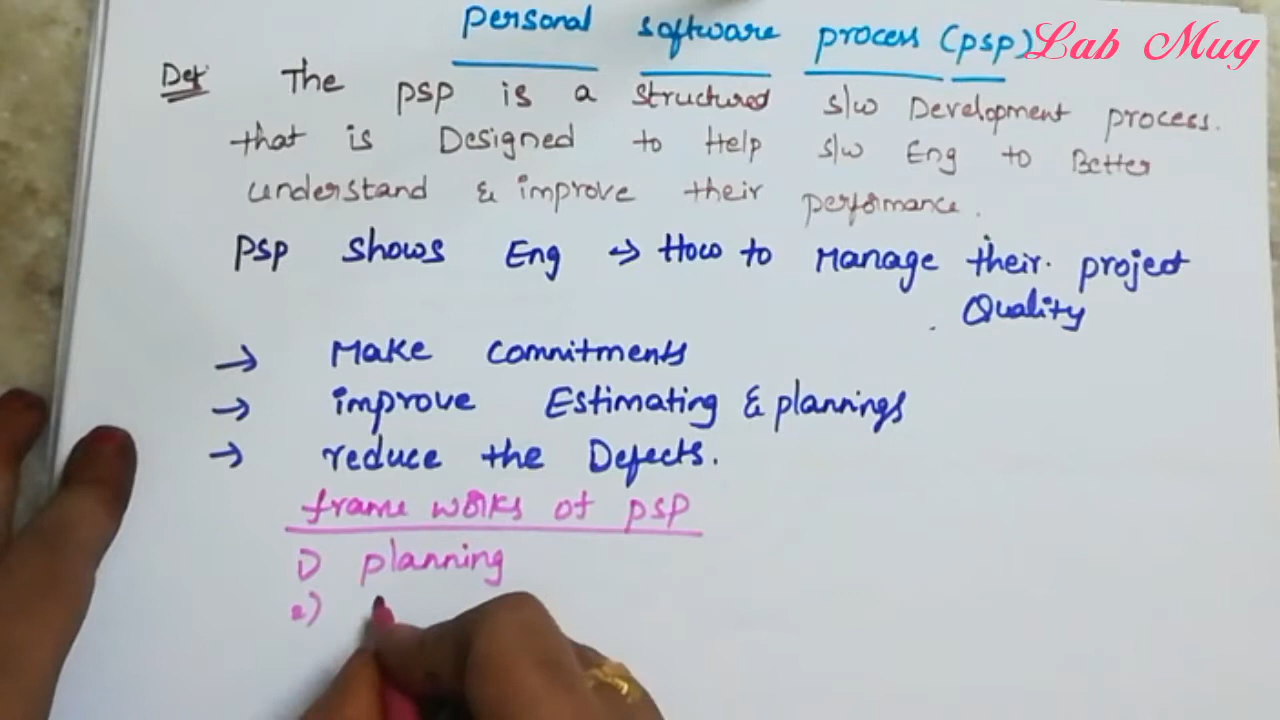 personal software process (psp)
Lab Mug
Def The psp is a structured s/w Development process.
that is Designed to Help s/w Eng to Better
understand & improve their performance.
psp shows Eng → How to Manage their project
Quality
→ Make commitments
→ improve Estimating & plannings
→ reduce the Defects.
frame works of psp
1) planning
2)